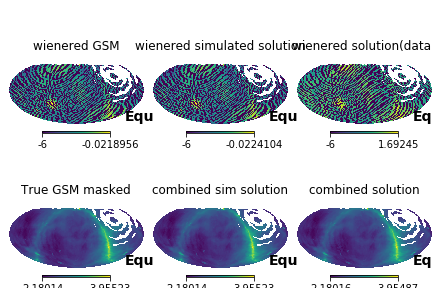 wienered GSM wienered simulated solution wienered solution(data
Equ Equ Equ
-6 -0.0218956 -6 -0.0224104 -6 1.69245
True GSM masked combined sim solution combined solution
Equ Equ Equ
2.18014 3.95523 2.18014 3.95523 2.18016 3.95487